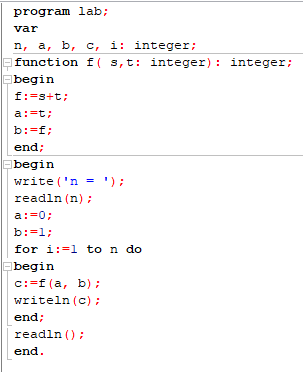 program lab;
var
n, a, b, c, i: integer;
function f( s,t: integer): integer;
begin
f:=s+t;
a:=t;
b:=f;
end;
begin
write('n = ');
readln(n);
a:=0;
b:=1;
for i:=1 to n do
begin
c:=f(a, b);
writeln(c);
end;
readln();
end.